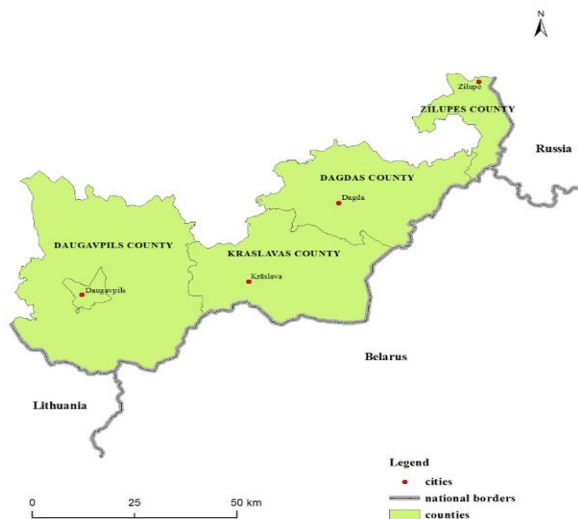 N
Zilupe
ZILUPES COUNTY
Russia
DAGDAS COUNTY
Dagda
DAUGAVPILS COUNTY
KRASLAVAS COUNTY
Krāslava
Daugavpils
Belarus
Lithuania
Legend
cities
national borders
counties
0 25 50 km